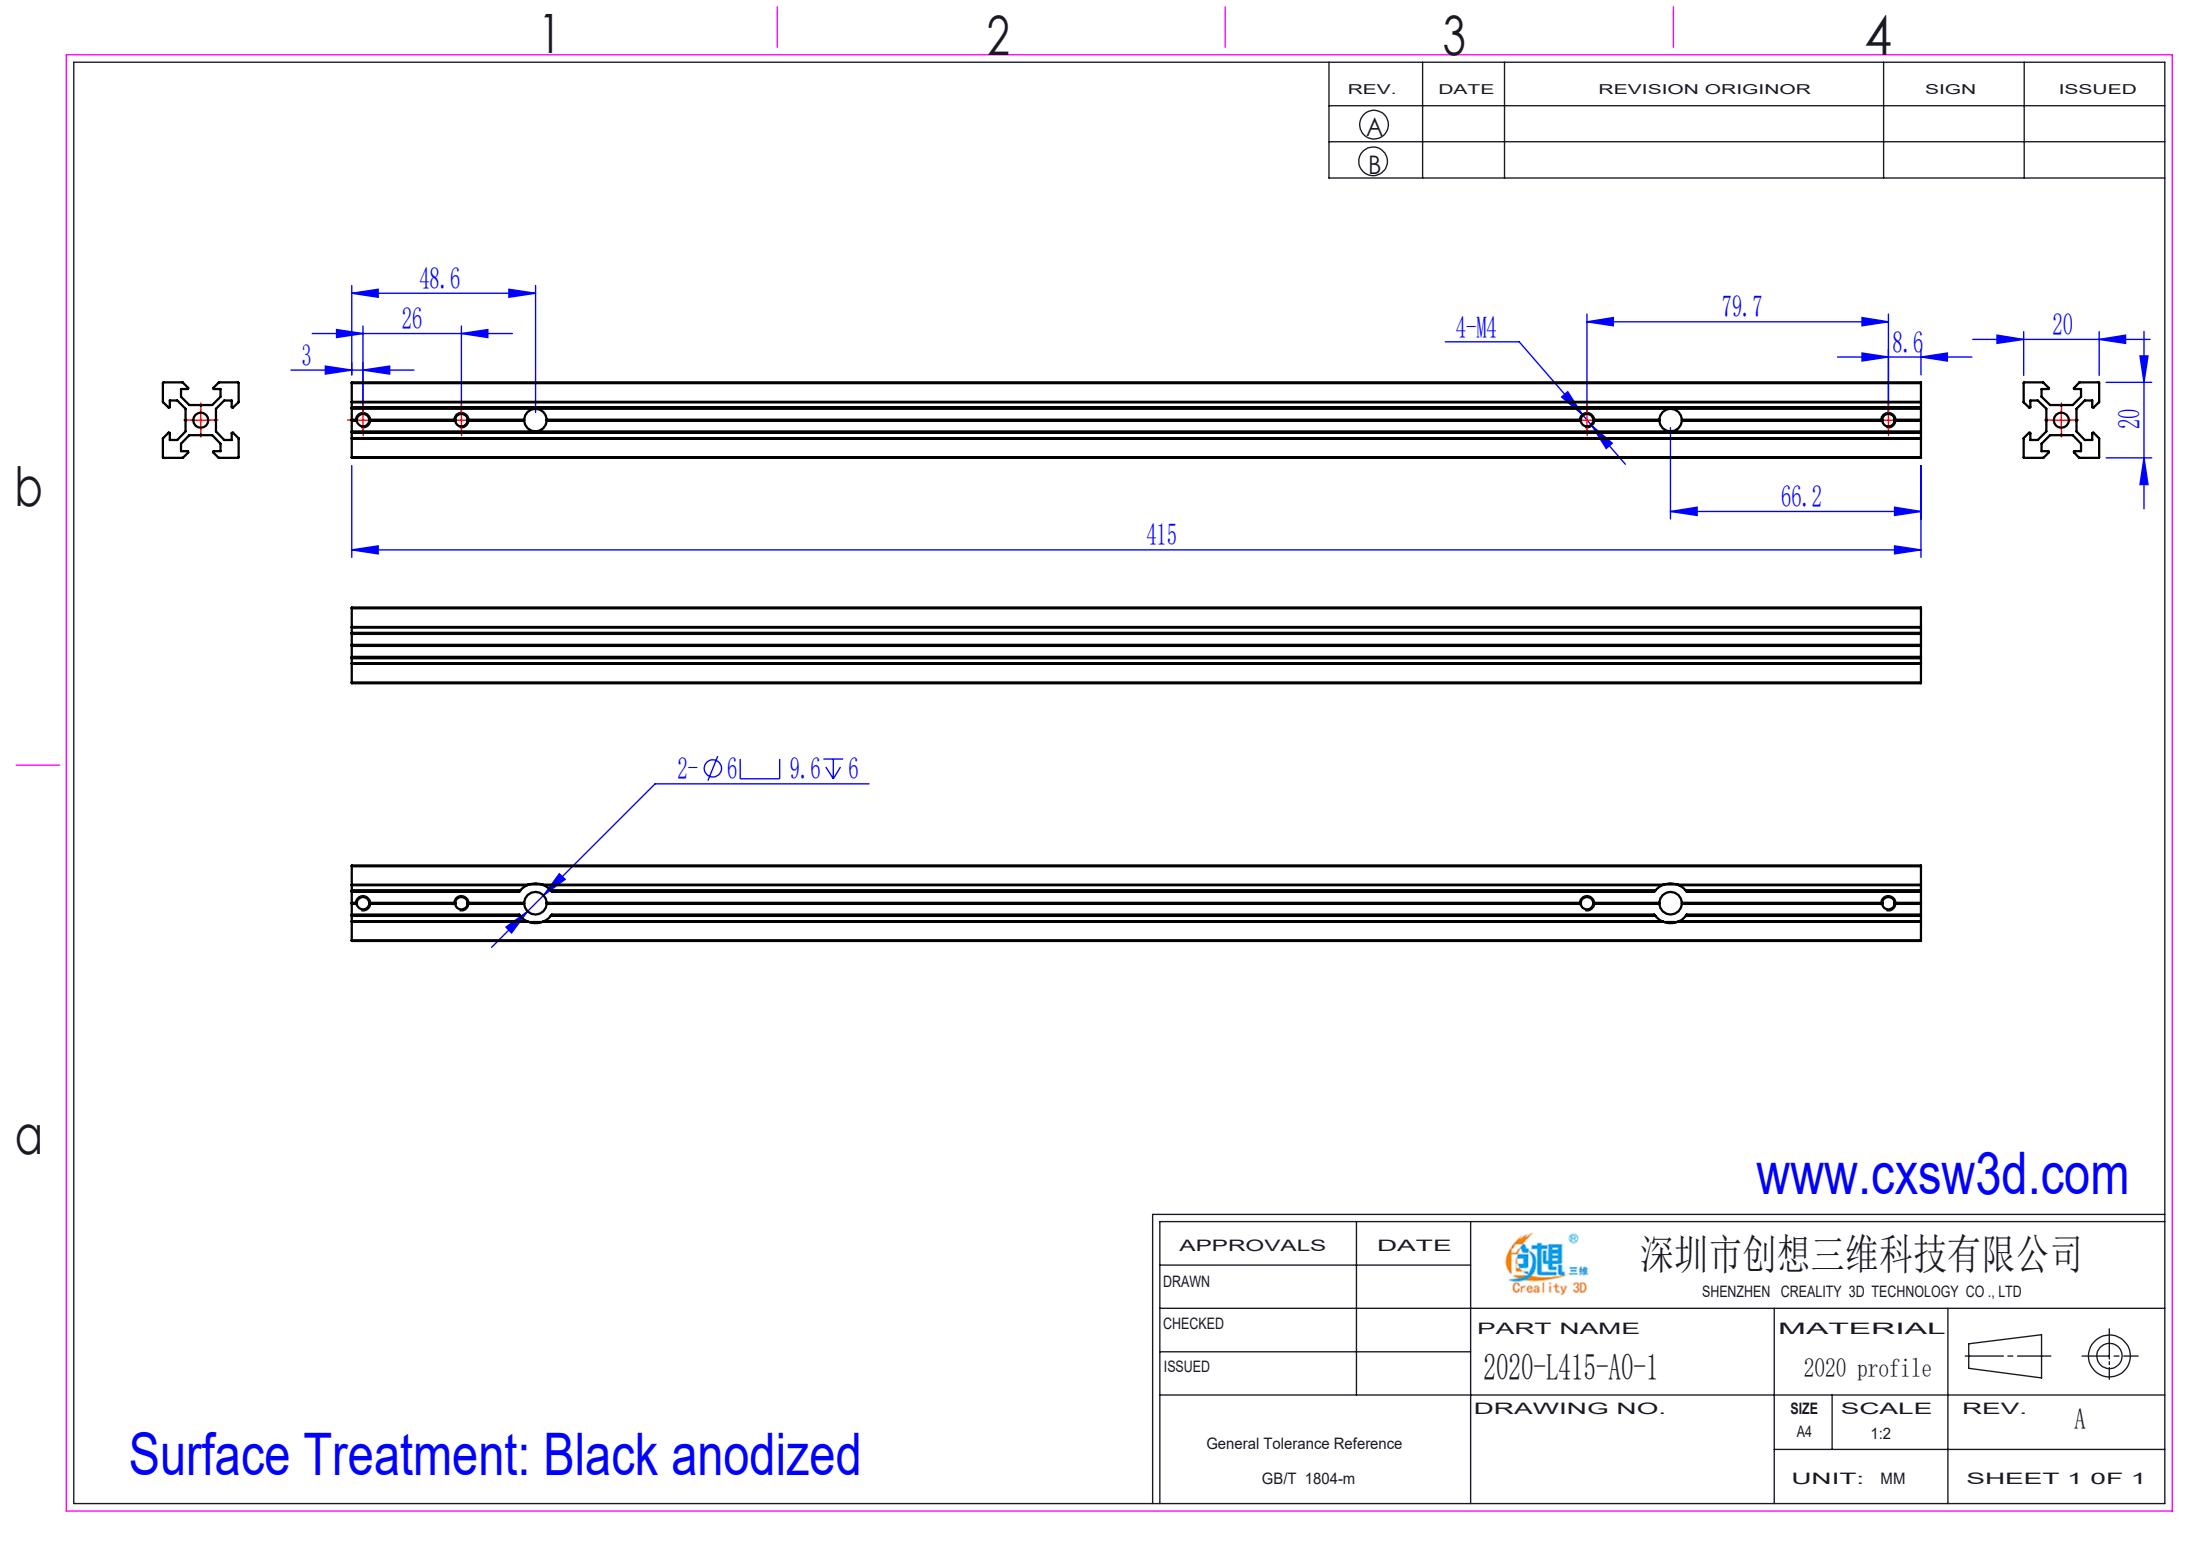 1 2 3 4
REV. DATE REVISION ORIGINOR SIGN ISSUED
A
B
48.6
26
3
4-M4
79.7
8.6
20
20
b
66.2
415
2-Ø6⌴9.6↧6
a
www.cxsw3d.com
APPROVALS DATE
DRAWN
CHECKED
ISSUED
创想®三维
Creality 3D
深圳市创想三维科技有限公司
SHENZHEN CREALITY 3D TECHNOLOGY CO., LTD
PART NAME
2020-L415-A0-1
MATERIAL
2020 profile
DRAWING NO.
SIZE
A4
SCALE
1:2
REV. A
General Tolerance Reference
GB/T 1804-m
UNIT: MM
SHEET 1 OF 1
Surface Treatment: Black anodized